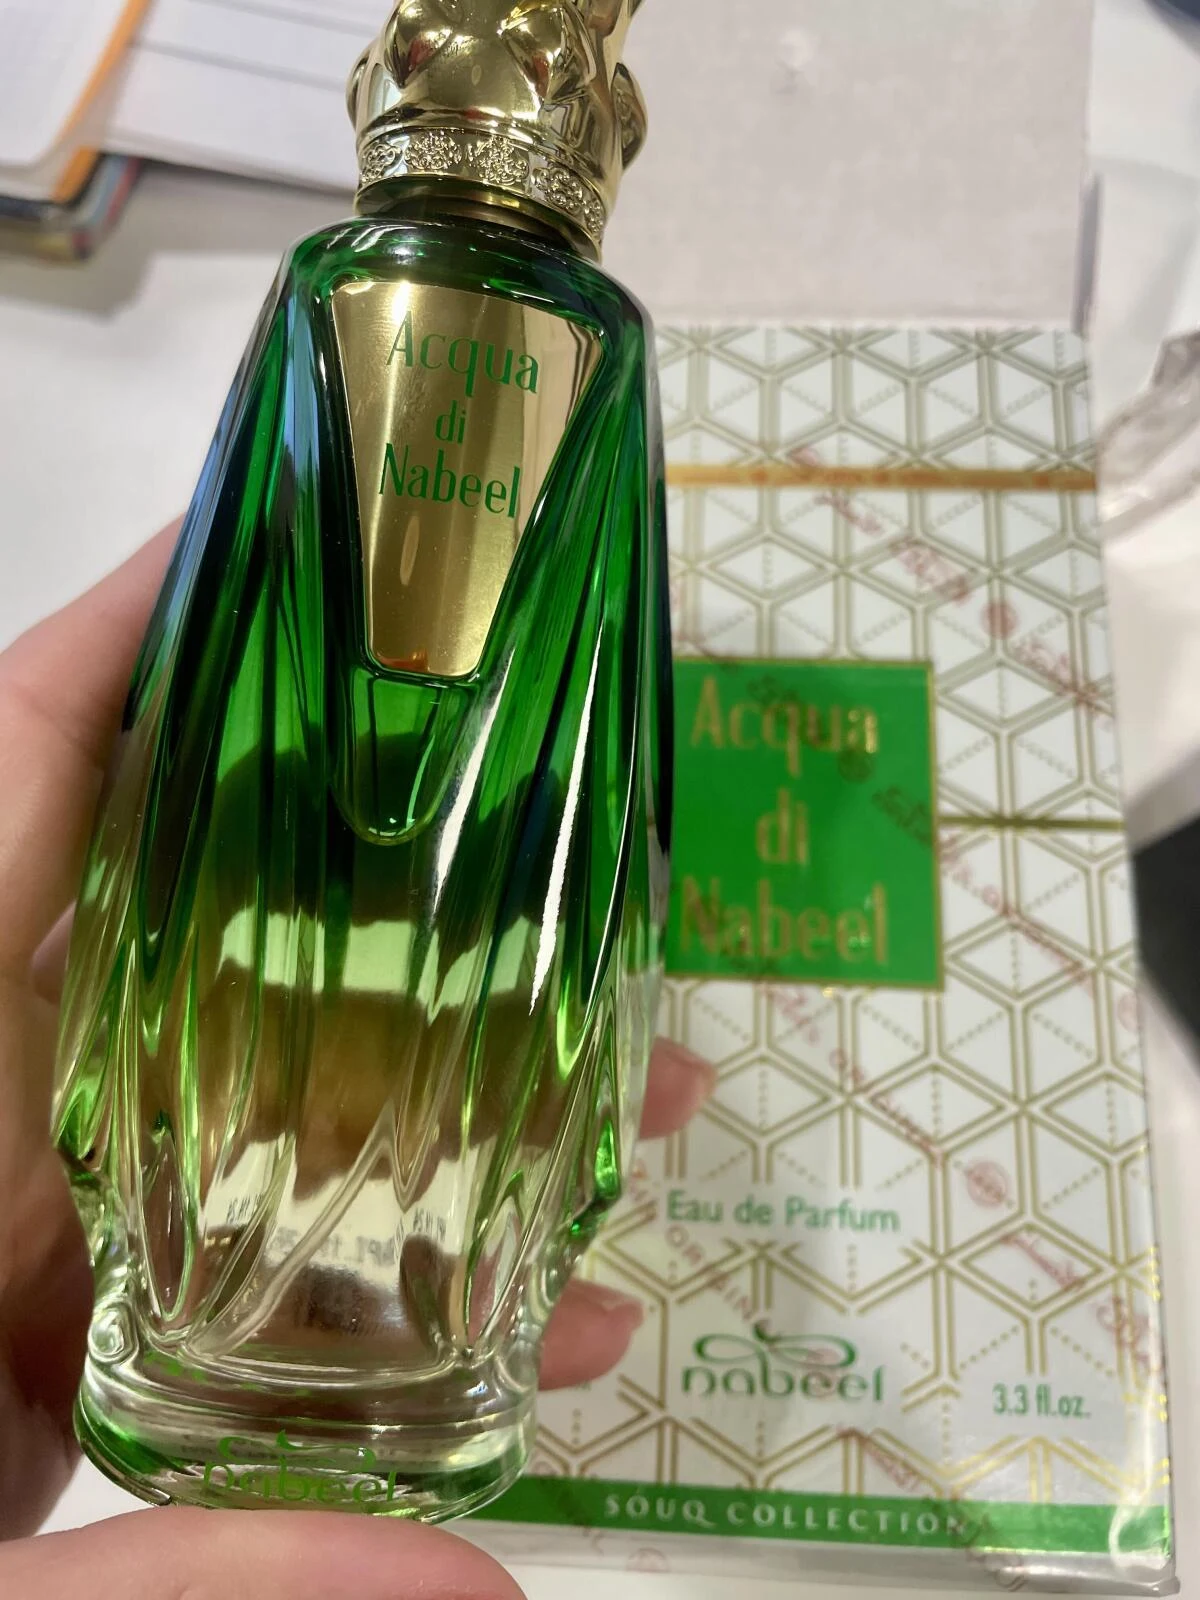 Acqua
di
Nabeel
nabeel
Acqua
di
Nabeel
Eau de Parfum
nabeel
3.3 fl.oz.
SOUQ COLLECTION